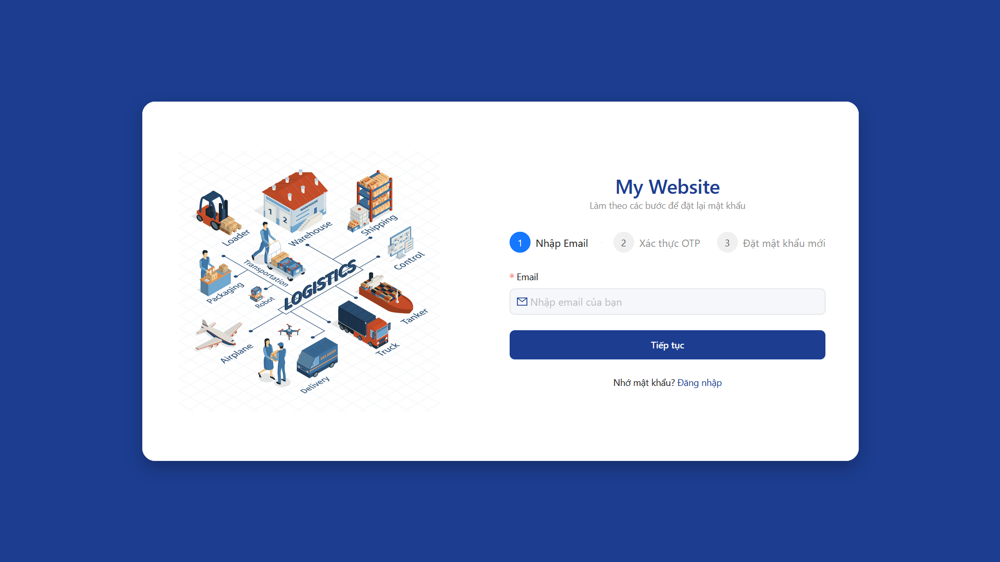 WAREHOUSE
1
2
Loader
Warehouse
Shipping
Control
Transportation
Packaging
Robot
LOGISTICS
Tanker
Airplane
Truck
DELIVERY
Delivery
My Website
Làm theo các bước để đặt lại mật khẩu
1 Nhập Email
2 Xác thực OTP
3 Đặt mật khẩu mới
* Email
Nhập email của bạn
Tiếp tục
Nhớ mật khẩu? Đăng nhập